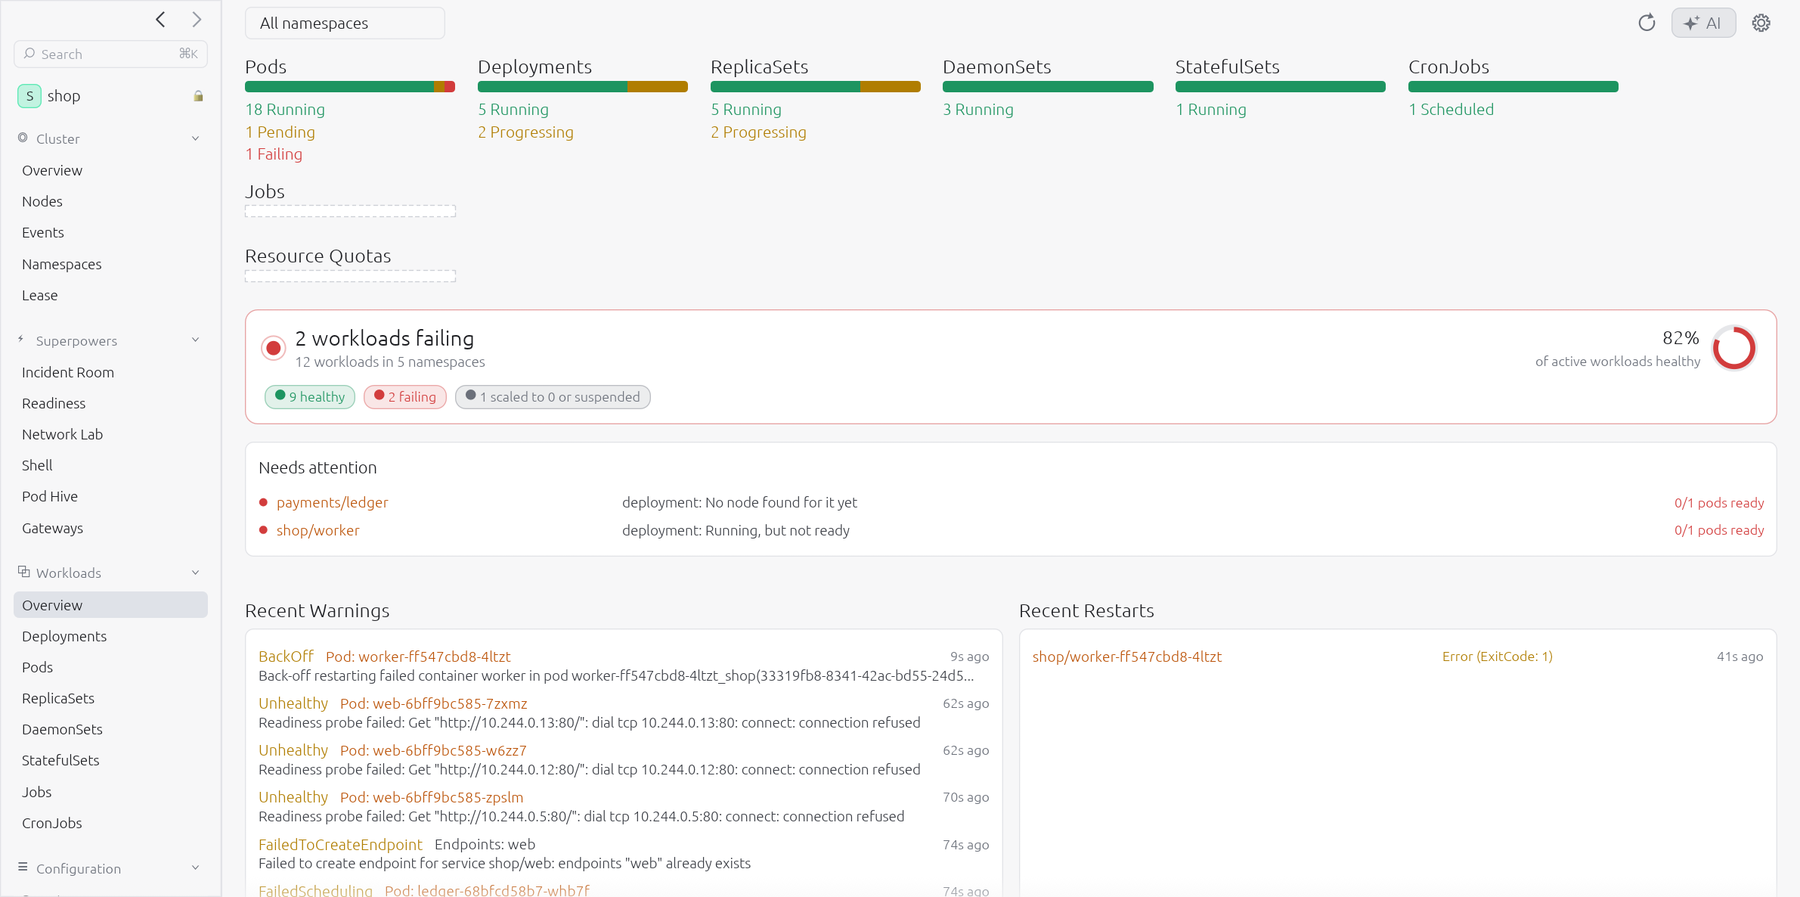 Search ⌘K
S shop
Cluster
Overview
Nodes
Events
Namespaces
Lease
Superpowers
Incident Room
Readiness
Network Lab
Shell
Pod Hive
Gateways
Workloads
Overview
Deployments
Pods
ReplicaSets
DaemonSets
StatefulSets
Jobs
CronJobs
Configuration
All namespaces
AI
Pods
18 Running
1 Pending
1 Failing
Deployments
5 Running
2 Progressing
ReplicaSets
5 Running
2 Progressing
DaemonSets
3 Running
StatefulSets
1 Running
CronJobs
1 Scheduled
Jobs
Resource Quotas
2 workloads failing
12 workloads in 5 namespaces
82%
of active workloads healthy
9 healthy
2 failing
1 scaled to 0 or suspended
Needs attention
payments/ledger deployment: No node found for it yet 0/1 pods ready
shop/worker deployment: Running, but not ready 0/1 pods ready
Recent Warnings
BackOff Pod: worker-ff547cbd8-4ltzt 9s ago
Back-off restarting failed container worker in pod worker-ff547cbd8-4ltzt_shop(33319fb8-8341-42ac-bd55-24d5...
Unhealthy Pod: web-6bff9bc585-7zxmz 62s ago
Readiness probe failed: Get "http://10.244.0.13:80/": dial tcp 10.244.0.13:80: connect: connection refused
Unhealthy Pod: web-6bff9bc585-w6zz7 62s ago
Readiness probe failed: Get "http://10.244.0.12:80/": dial tcp 10.244.0.12:80: connect: connection refused
Unhealthy Pod: web-6bff9bc585-zpslm 70s ago
Readiness probe failed: Get "http://10.244.0.5:80/": dial tcp 10.244.0.5:80: connect: connection refused
FailedToCreateEndpoint Endpoints: web 74s ago
Failed to create endpoint for service shop/web: endpoints "web" already exists
FailedScheduling Pod: ledger-68bfcd58b7-whb7f 74s ago
Recent Restarts
shop/worker-ff547cbd8-4ltzt Error (ExitCode: 1) 41s ago